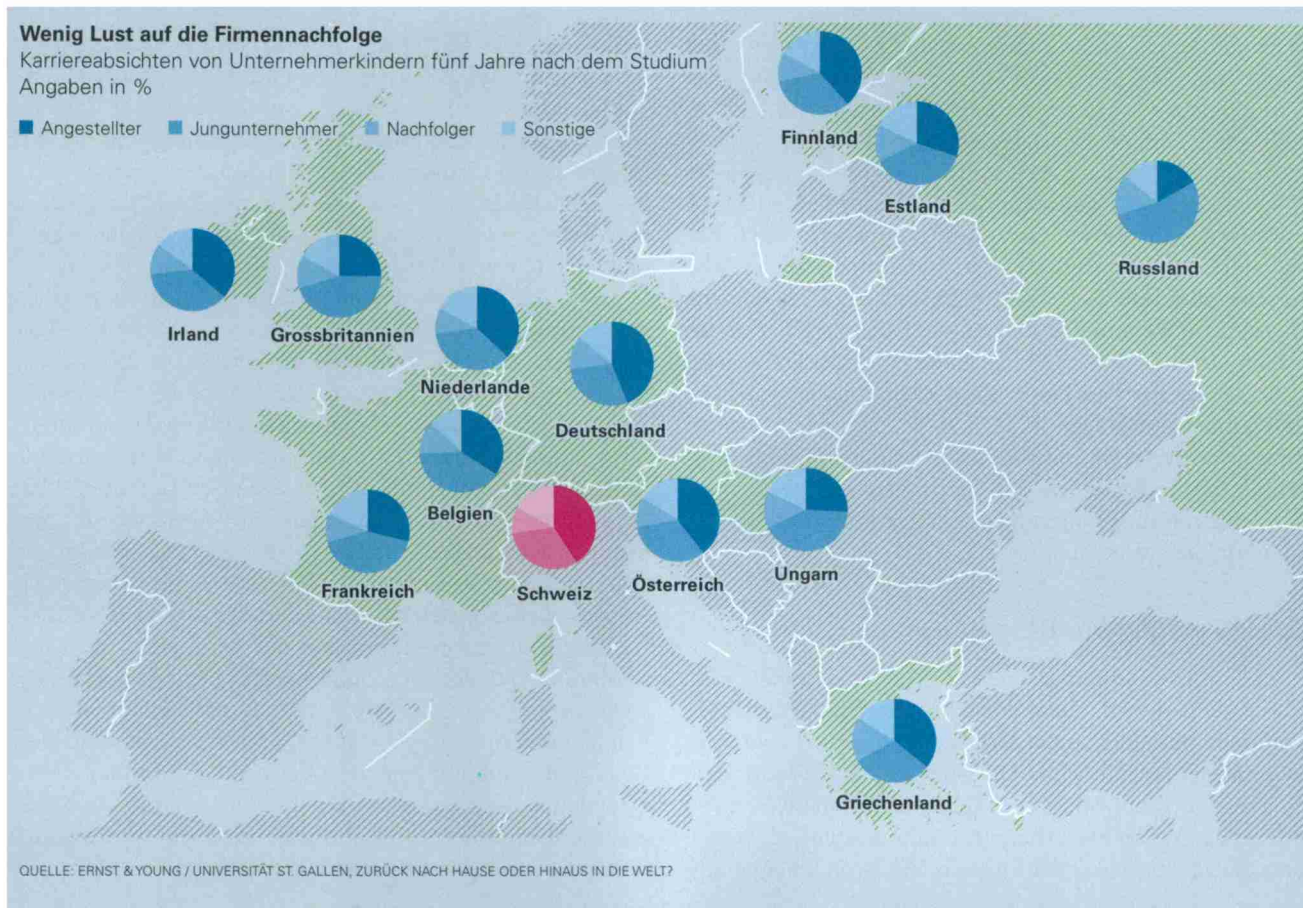 Wenig Lust auf die Firmennachfolge
Karriereabsichten von Unternehmerkindern fünf Jahre nach dem Studium
Angaben in %
Angestellter Jungunternehmer Nachfolger Sonstige
Finnland
Estland
Russland
Irland
Grossbritannien
Niederlande
Deutschland
Belgien
Frankreich
Schweiz
Österreich
Ungarn
Griechenland
QUELLE: ERNST & YOUNG / UNIVERSITÄT ST. GALLEN, ZURÜCK NACH HAUSE ODER HINAUS IN DIE WELT?